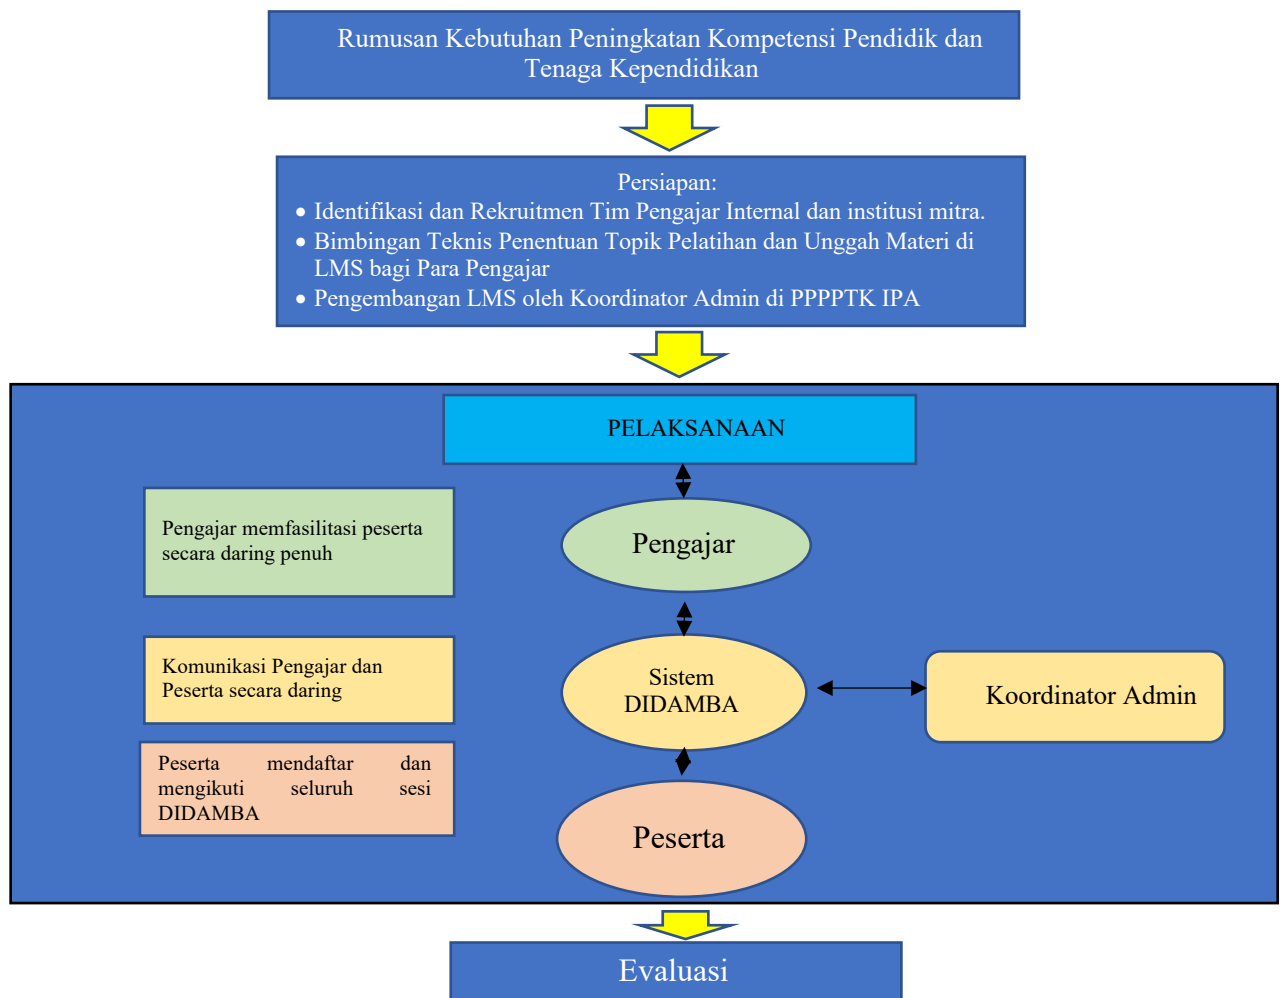 Rumusan Kebutuhan Peningkatan Kompetensi Pendidik dan
Tenaga Kependidikan
Persiapan:
• Identifikasi dan Rekruitmen Tim Pengajar Internal dan institusi mitra.
• Bimbingan Teknis Penentuan Topik Pelatihan dan Unggah Materi di
LMS bagi Para Pengajar
• Pengembangan LMS oleh Koordinator Admin di PPPPTK IPA
PELAKSANAAN
Pengajar memfasilitasi peserta
secara daring penuh
Pengajar
Komunikasi Pengajar dan
Peserta secara daring
Sistem
DIDAMBA
Koordinator Admin
Peserta mendaftar dan
mengikuti seluruh sesi
DIDAMBA
Peserta
Evaluasi